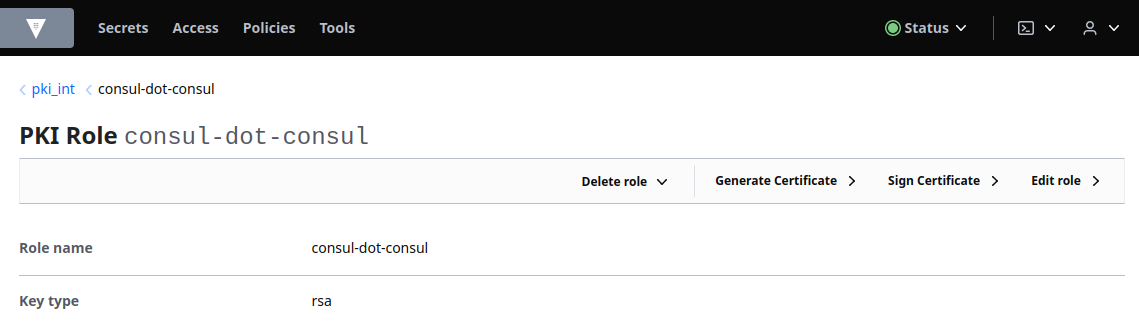 Secrets Access Policies Tools Status
pki_int consul-dot-consul
PKI Role consul-dot-consul
Delete role Generate Certificate Sign Certificate Edit role
Role name consul-dot-consul
Key type rsa